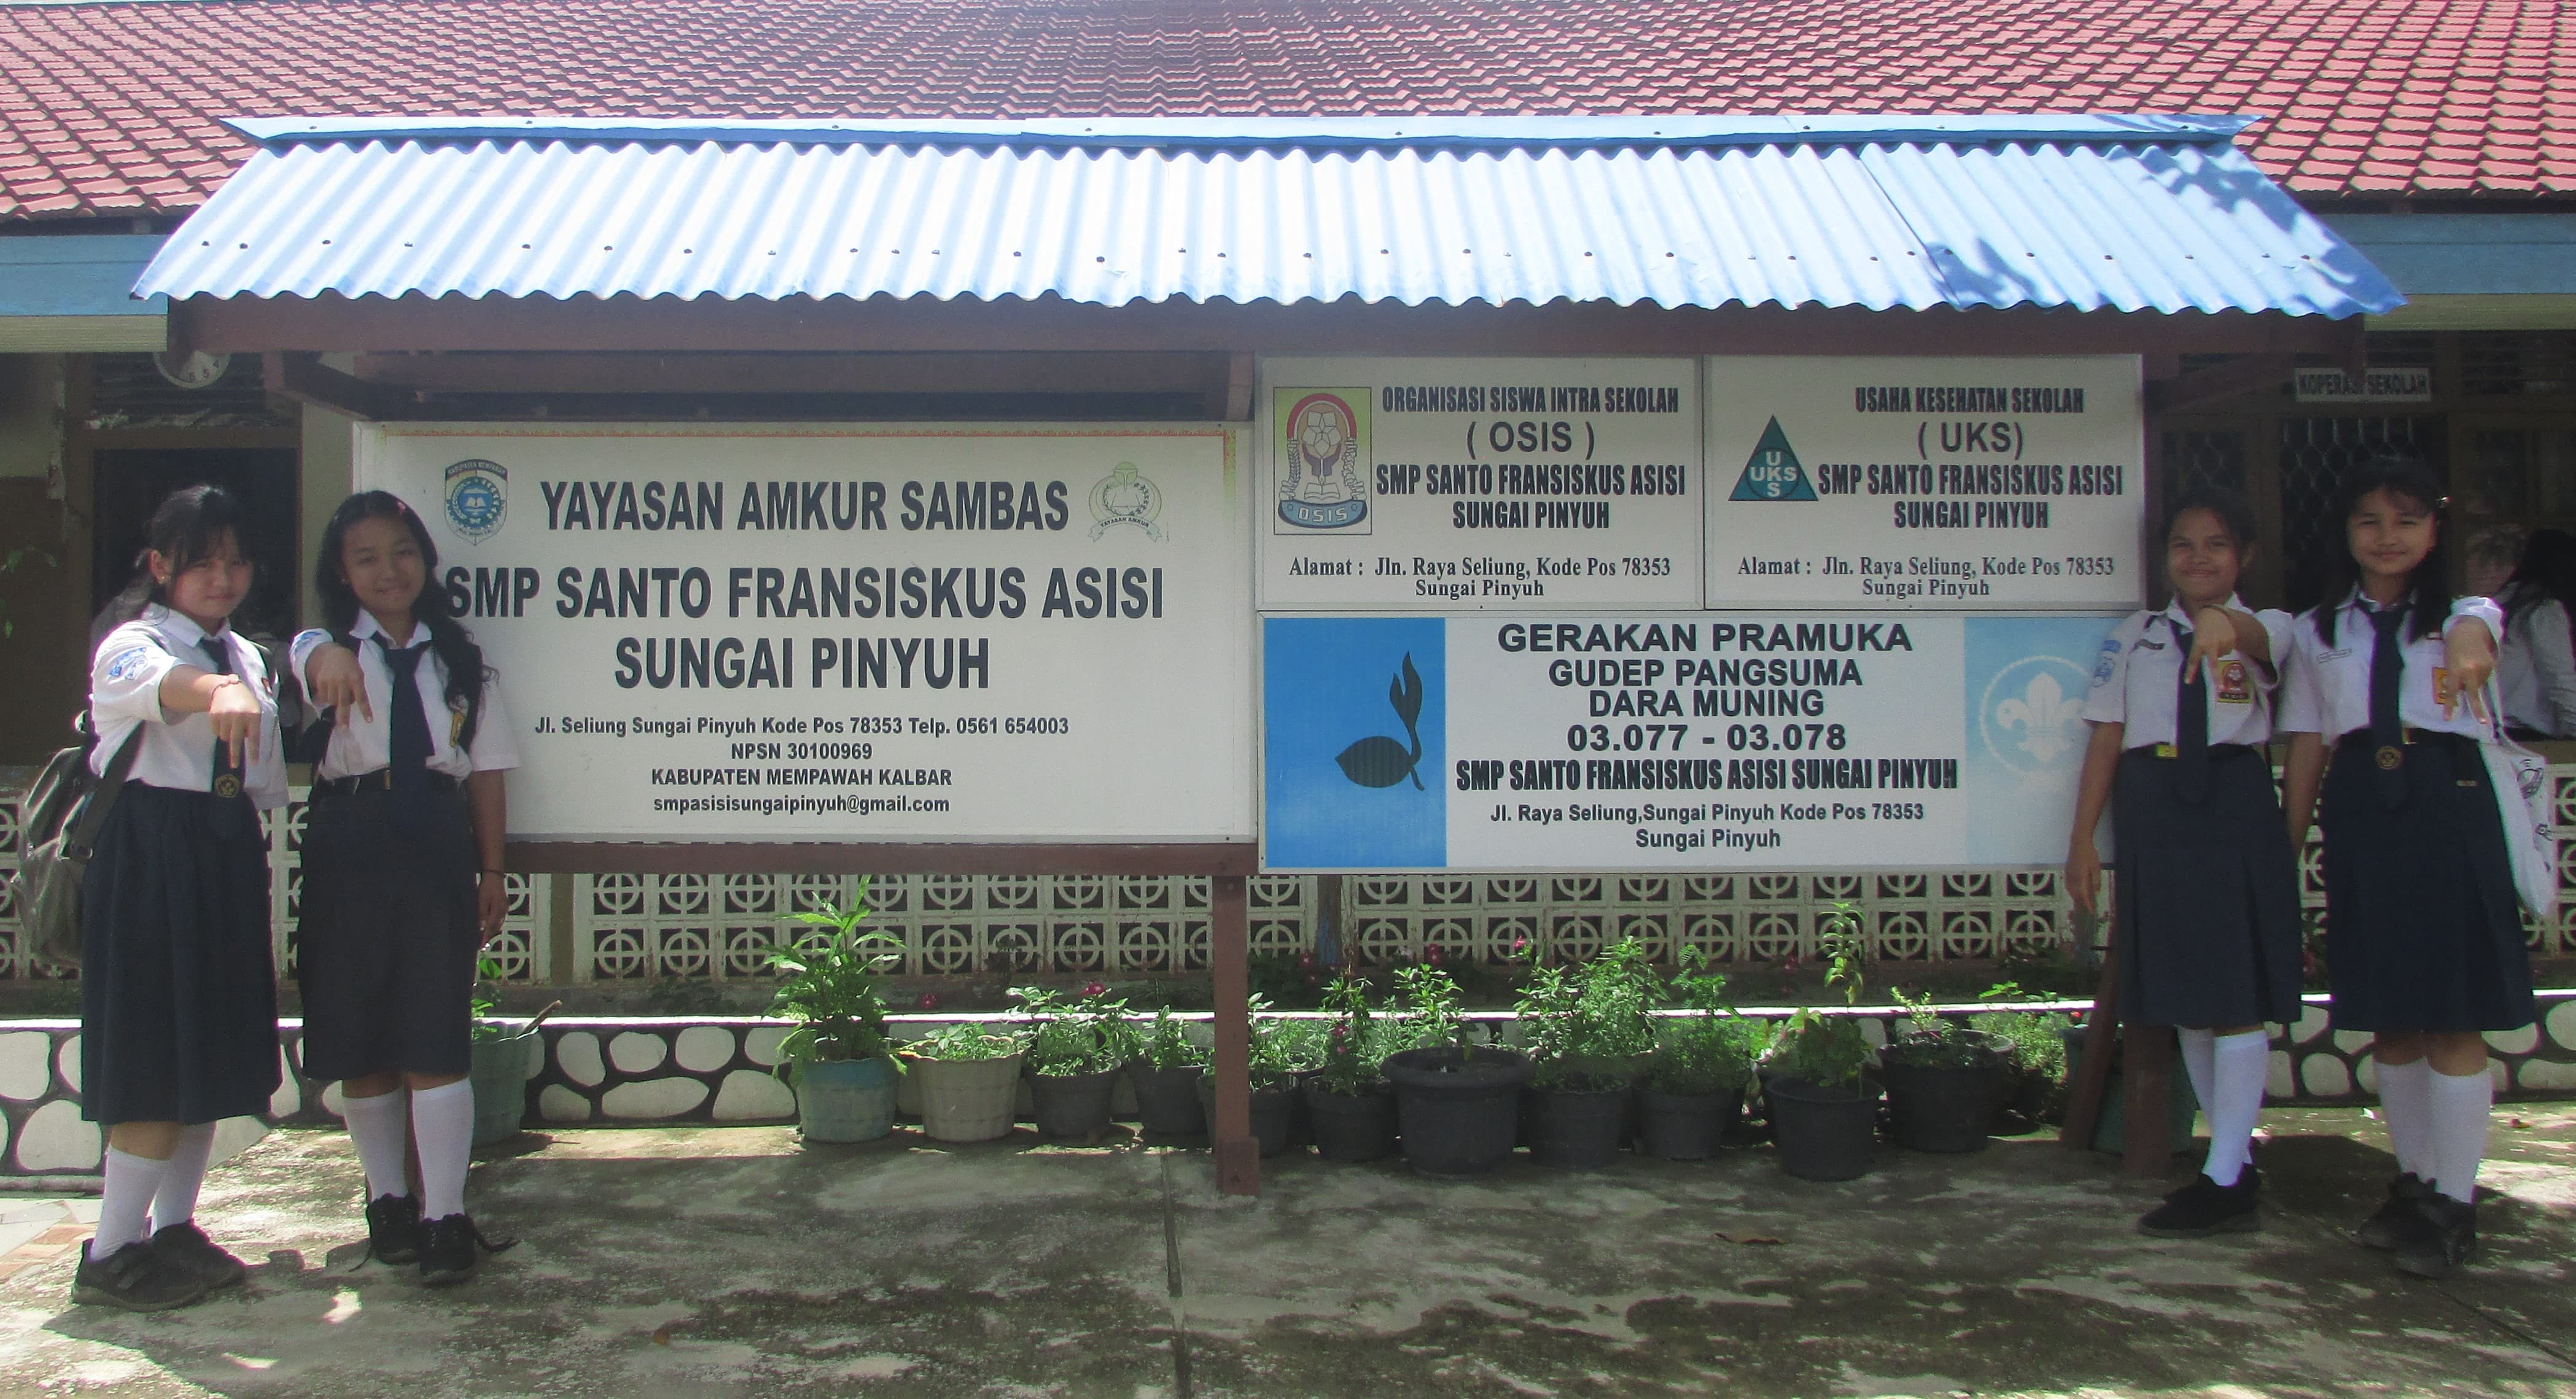 YAYASAN AMKUR SAMBAS
SMP SANTO FRANSISKUS ASISI
SUNGAI PINYUH
Jl. Seliung Sungai Pinyuh Kode Pos 78353 Telp. 0561 654003
NPSN 30100969
KABUPATEN MEMPAWAH KALBAR
smpasisisungaipinyuh@gmail.com
YAYASAN AMKUR
ORGANISASI SISWA INTRA SEKOLAH
( OSIS )
SMP SANTO FRANSISKUS ASISI
SUNGAI PINYUH
Alamat : Jln. Raya Seliung, Kode Pos 78353
Sungai Pinyuh
OSIS
USAHA KESEHATAN SEKOLAH
( UKS)
SMP SANTO FRANSISKUS ASISI
SUNGAI PINYUH
Alamat : Jln. Raya Seliung, Kode Pos 78353
Sungai Pinyuh
U
UKS
S
GERAKAN PRAMUKA
GUDEP PANGSUMA
DARA MUNING
03.077 - 03.078
SMP SANTO FRANSISKUS ASISI SUNGAI PINYUH
Jl. Raya Seliung,Sungai Pinyuh Kode Pos 78353
Sungai Pinyuh
KOPERASI SEKOLAH